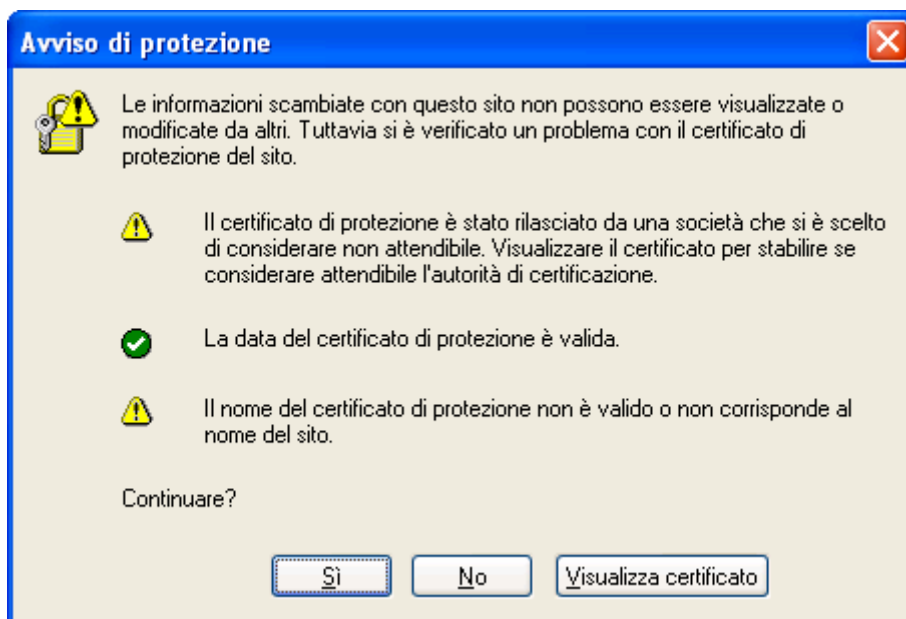 Avviso di protezione
Le informazioni scambiate con questo sito non possono essere visualizzate o
modificate da altri. Tuttavia si è verificato un problema con il certificato di
protezione del sito.
Il certificato di protezione è stato rilasciato da una società che si è scelto
di considerare non attendibile. Visualizzare il certificato per stabilire se
considerare attendibile l'autorità di certificazione.
La data del certificato di protezione è valida.
Il nome del certificato di protezione non è valido o non corrisponde al
nome del sito.
Continuare?
Sì No Visualizza certificato